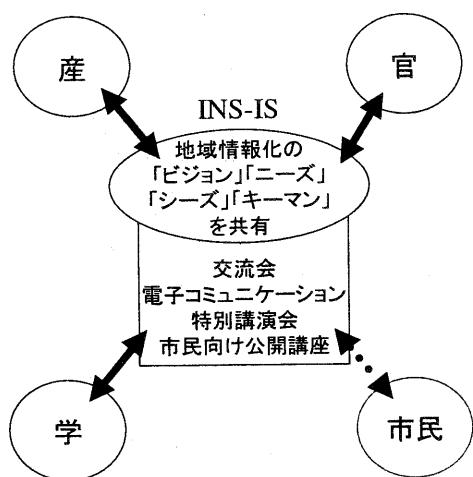 産
官
INS-IS
地域情報化の
「ビジョン」「ニーズ」
「シーズ」「キーマン」
を共有
交流会
電子コミュニケーション
特別講演会
市民向け公開講座
学
市民